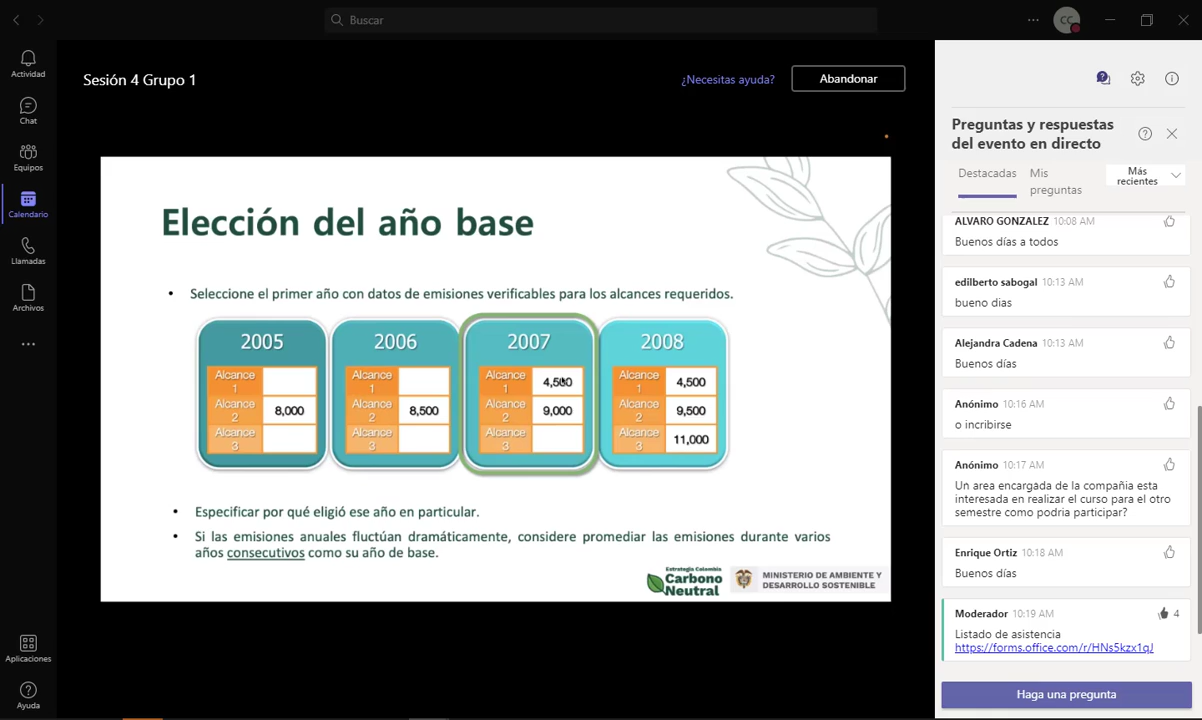 Buscar
CC
Actividad
Chat
Equipos
Calendario
Llamadas
Archivos
Aplicaciones
Ayuda
Sesión 4 Grupo 1
¿Necesitas ayuda?
Abandonar
Elección del año base
• Seleccione el primer año con datos de emisiones verificables para los alcances requeridos.
2005
Alcance 1
Alcance 2 8,000
Alcance 3
2006
Alcance 1
Alcance 2 8,500
Alcance 3
2007
Alcance 1 4,500
Alcance 2 9,000
Alcance 3
2008
Alcance 1 4,500
Alcance 2 9,500
Alcance 3 11,000
• Especificar por qué eligió ese año en particular.
• Si las emisiones anuales fluctúan dramáticamente, considere promediar las emisiones durante varios
años consecutivos como su año de base.
Estrategia Colombia
Carbono
Neutral
MINISTERIO DE AMBIENTE Y
DESARROLLO SOSTENIBLE
Preguntas y respuestas
del evento en directo
Destacadas
Mis
preguntas
Más
recientes
ALVARO GONZALEZ 10:08 AM
Buenos días a todos
edilberto sabogal 10:13 AM
bueno dias
Alejandra Cadena 10:13 AM
Buenos días
Anónimo 10:16 AM
o incribirse
Anónimo 10:17 AM
Un area encargada de la compañia esta
interesada en realizar el curso para el otro
semestre como podria participar?
Enrique Ortiz 10:18 AM
Buenos días
Moderador 10:19 AM 4
Listado de asistencia
https://forms.office.com/r/HNs5kzx1qJ
Haga una pregunta